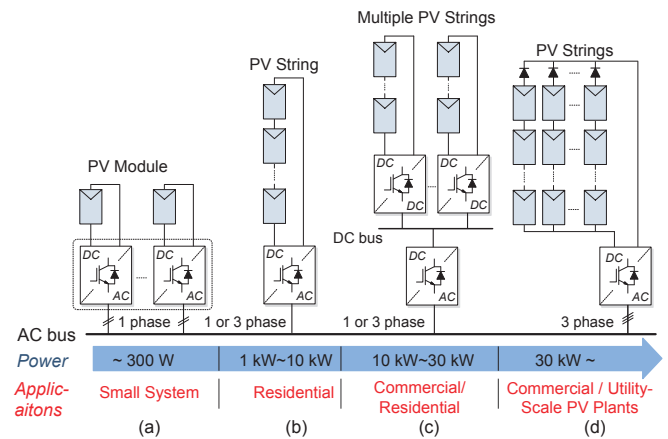 Multiple PV Strings
PV Strings
PV String
PV Module
DC
DC
DC
DC
DC bus
DC
AC
DC
AC
DC
AC
DC
AC
DC
AC
1 phase
1 or 3 phase
1 or 3 phase
3 phase
AC bus
Power
~ 300 W
1 kW~10 kW
10 kW~30 kW
30 kW ~
Applic-
aitons
Small System
Residential
Commercial/
Residential
Commercial / Utility-
Scale PV Plants
(a)
(b)
(c)
(d)